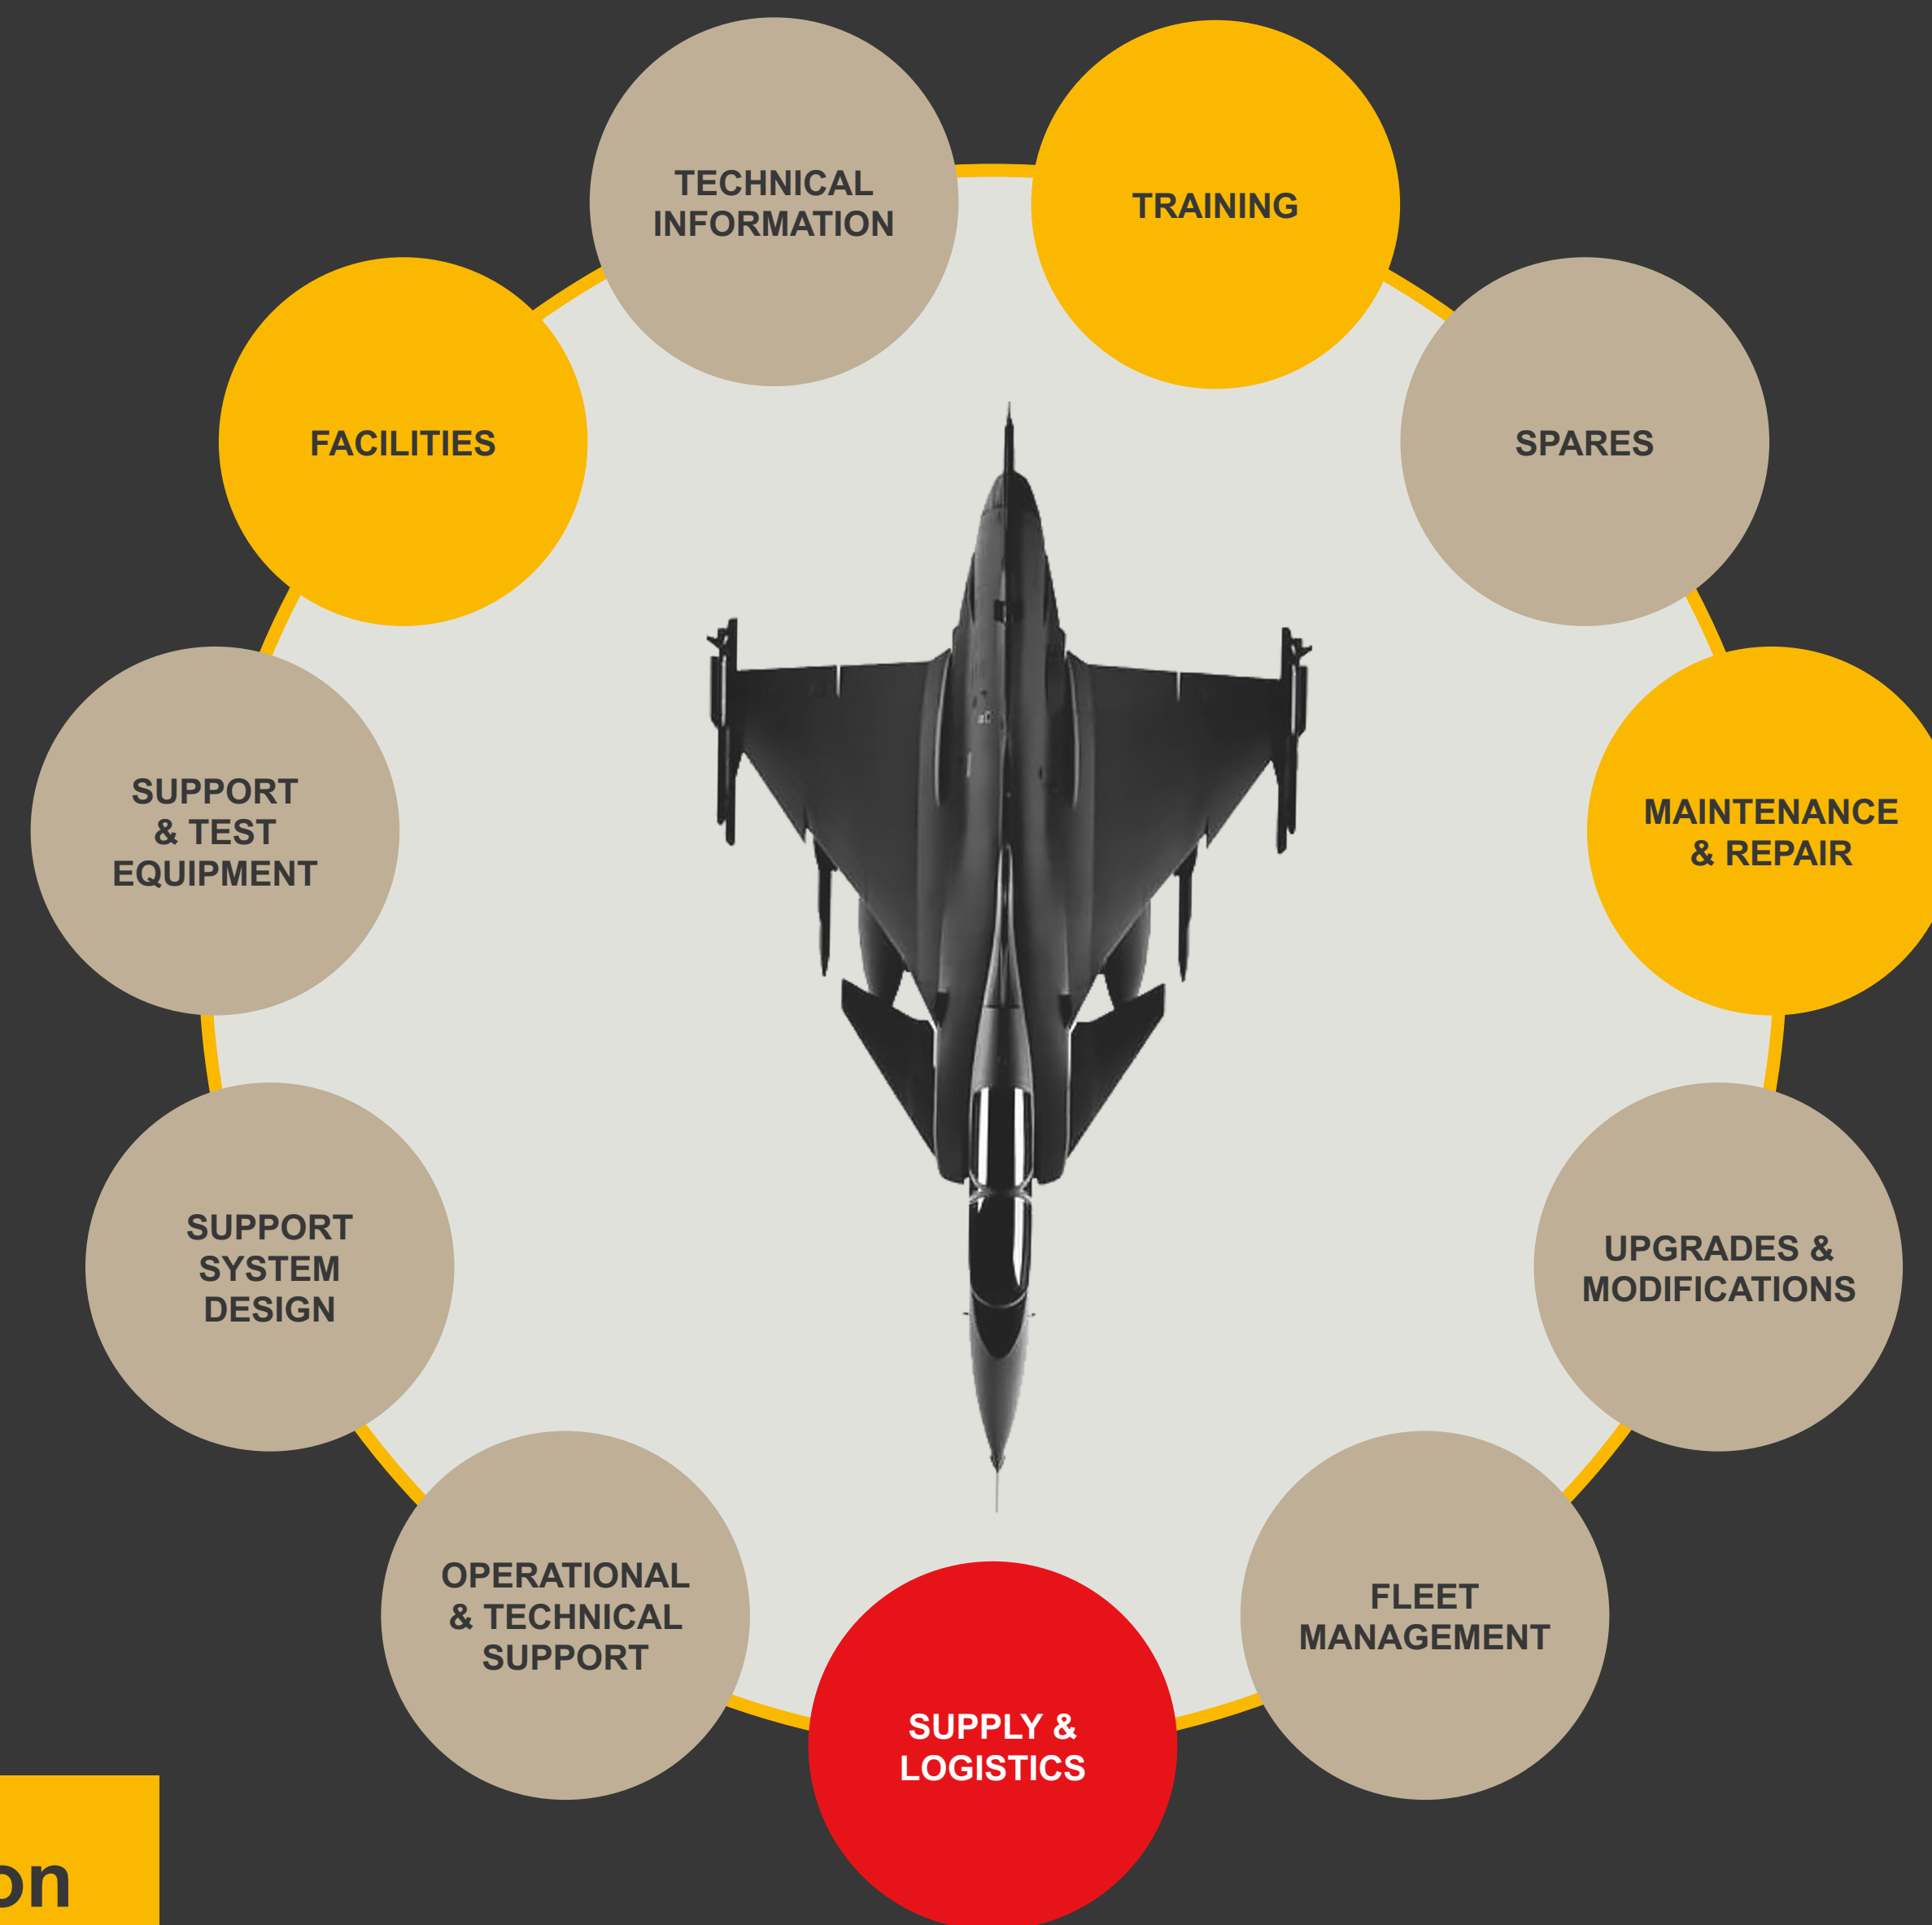 TECHNICAL
INFORMATION
TRAINING
FACILITIES
SPARES
SUPPORT
& TEST
EQUIPMENT
MAINTENANCE
& REPAIR
SUPPORT
SYSTEM
DESIGN
UPGRADES &
MODIFICATIONS
OPERATIONAL
& TECHNICAL
SUPPORT
FLEET
MANAGEMENT
SUPPLY &
LOGISTICS
on